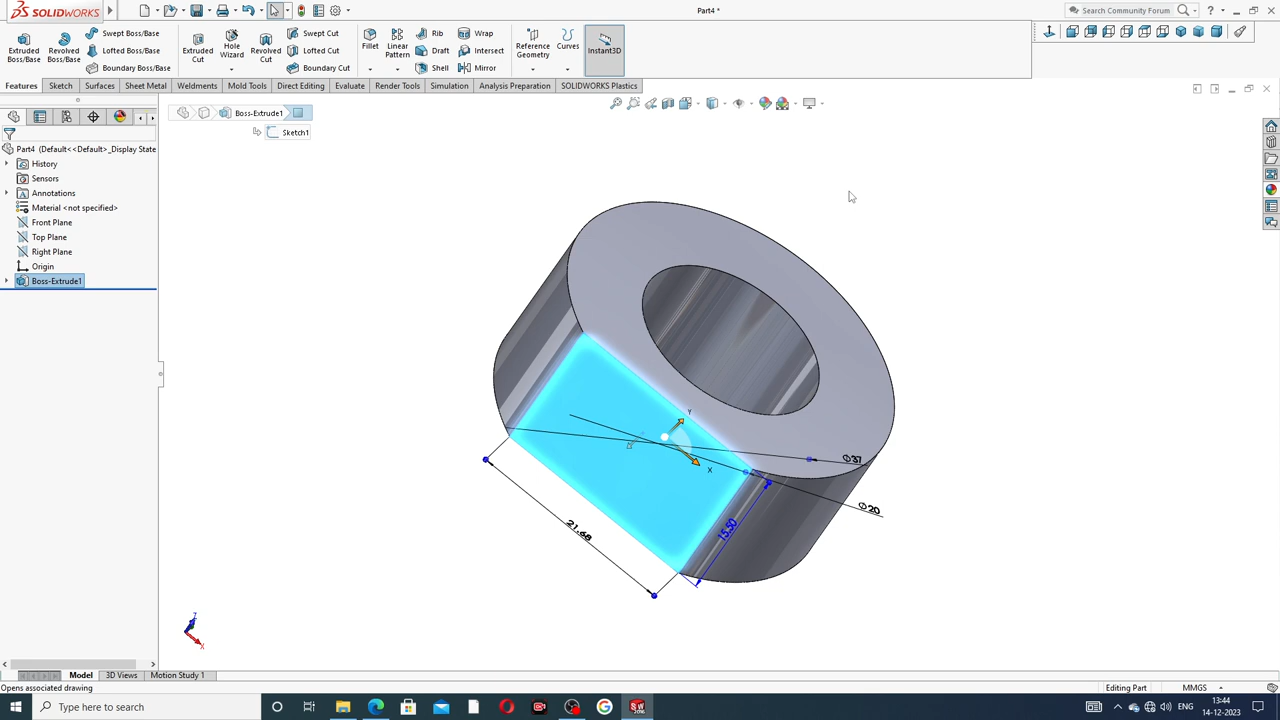 SOLIDWORKS
Part4 *
Search Community Forum
Extruded Boss/Base
Revolved Boss/Base
Swept Boss/Base
Lofted Boss/Base
Boundary Boss/Base
Extruded Cut
Hole Wizard
Revolved Cut
Swept Cut
Lofted Cut
Boundary Cut
Fillet
Linear Pattern
Rib
Draft
Shell
Wrap
Intersect
Mirror
Reference Geometry
Curves
Instant3D
Features
Sketch
Surfaces
Sheet Metal
Weldments
Mold Tools
Direct Editing
Evaluate
Render Tools
Simulation
Analysis Preparation
SOLIDWORKS Plastics
Boss-Extrude1
Sketch1
Part4 (Default<<Default>_Display State
History
Sensors
Annotations
Material <not specified>
Front Plane
Top Plane
Right Plane
Origin
Boss-Extrude1
Y
X
∅37
∅20
15.50
21.68
Z
X
Model
3D Views
Motion Study 1
Opens associated drawing
Editing Part
MMGS
Type here to search
ENG
13:44
14-12-2023